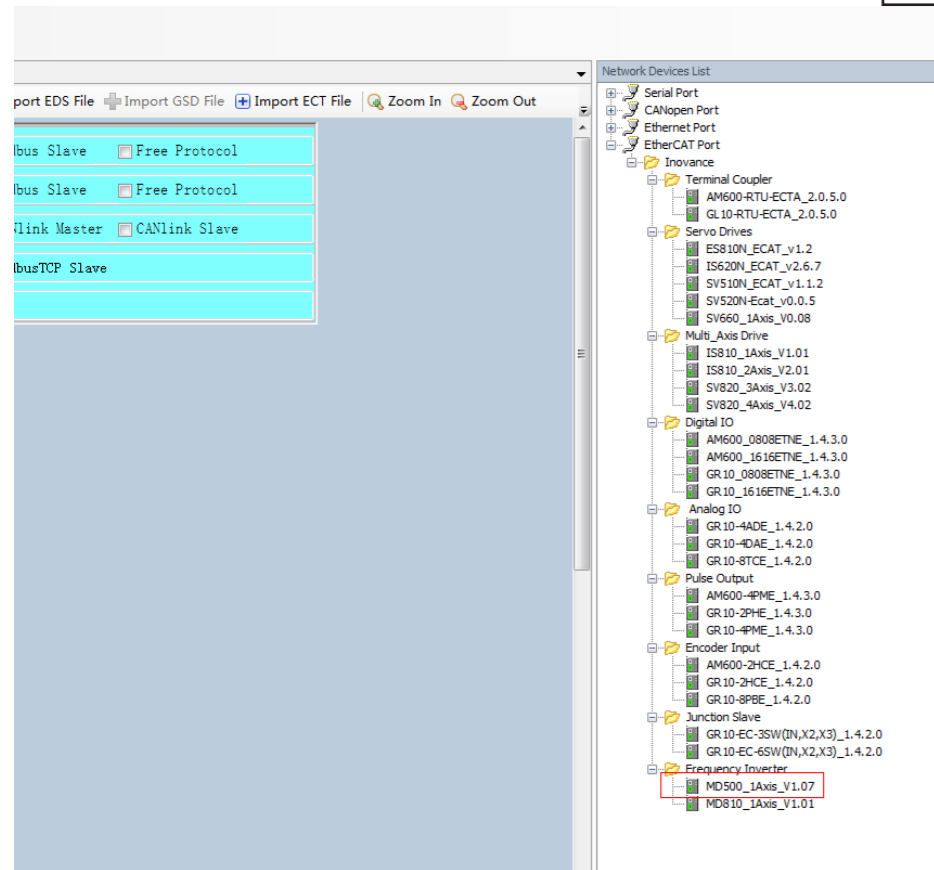 Network Devices List
port EDS File Import GSD File Import ECT File Zoom In Zoom Out
lbus Slave Free Protocol
lbus Slave Free Protocol
Nlink Master CANlink Slave
lbusTCP Slave
Serial Port
CANopen Port
Ethernet Port
EtherCAT Port
Inovance
Terminal Coupler
AM600-RTU-ECTA_2.0.5.0
GL10-RTU-ECTA_2.0.5.0
Servo Drives
ES810N_ECAT_v1.2
IS620N_ECAT_v2.6.7
SV510N_ECAT_v1.1.2
SV520N-Ecat_v0.0.5
SV660_1Axis_V0.08
Multi_Axis Drive
IS810_1Axis_V1.01
IS810_2Axis_V2.01
SV820_3Axis_V3.02
SV820_4Axis_V4.02
Digital IO
AM600_0808ETNE_1.4.3.0
AM600_1616ETNE_1.4.3.0
GR10_0808ETNE_1.4.3.0
GR10_1616ETNE_1.4.3.0
Analog IO
GR10-4ADE_1.4.2.0
GR10-4DAE_1.4.2.0
GR10-8TCE_1.4.2.0
Pulse Output
AM600-4PME_1.4.3.0
GR10-2PHE_1.4.3.0
GR10-4PME_1.4.3.0
Encoder Input
AM600-2HCE_1.4.2.0
GR10-2HCE_1.4.2.0
GR10-8PBE_1.4.2.0
Junction Slave
GR10-EC-3SW(IN,X2,X3)_1.4.2.0
GR10-EC-6SW(IN,X2,X3)_1.4.2.0
Frequency Inverter
MD500_1Axis_V1.07
MD810_1Axis_V1.01